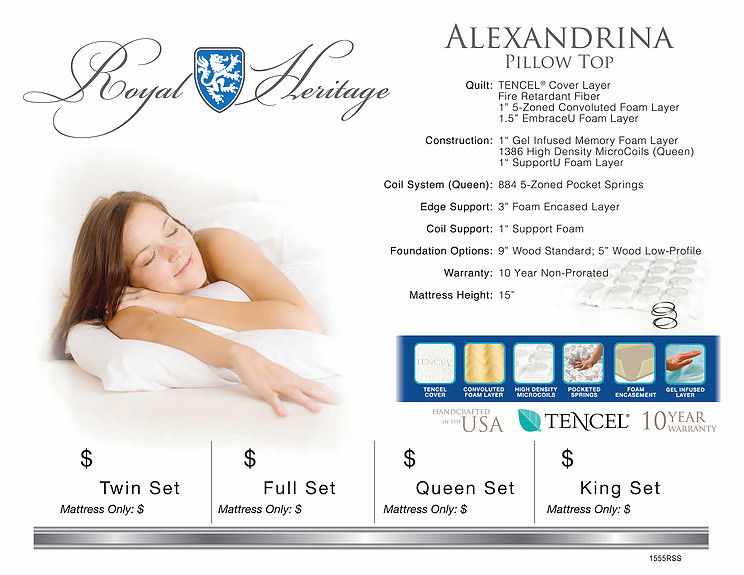 Royal Heritage
ALEXANDRINA
PILLOW TOP
Quilt: TENCEL® Cover Layer
Fire Retardant Fiber
1” 5-Zoned Convoluted Foam Layer
1.5” EmbraceU Foam Layer
Construction: 1“ Gel Infused Memory Foam Layer
1386 High Density MicroCoils (Queen)
1“ SupportU Foam Layer
Coil System (Queen): 884 5-Zoned Pocket Springs
Edge Support: 3” Foam Encased Layer
Coil Support: 1“ Support Foam
Foundation Options: 9” Wood Standard; 5” Wood Low-Profile
Warranty: 10 Year Non-Prorated
Mattress Height: 15”
TENCEL
TENCEL COVER
CONVOLUTED FOAM LAYER
HIGH DENSITY MICROCOILS
POCKETED SPRINGS
FOAM ENCASEMENT
GEL INFUSED LAYER
HANDCRAFTED IN THE USA
TENCEL®
10 YEAR WARRANTY
$
Twin Set
Mattress Only: $
$
Full Set
Mattress Only: $
$
Queen Set
Mattress Only: $
$
King Set
Mattress Only: $
1555RSS